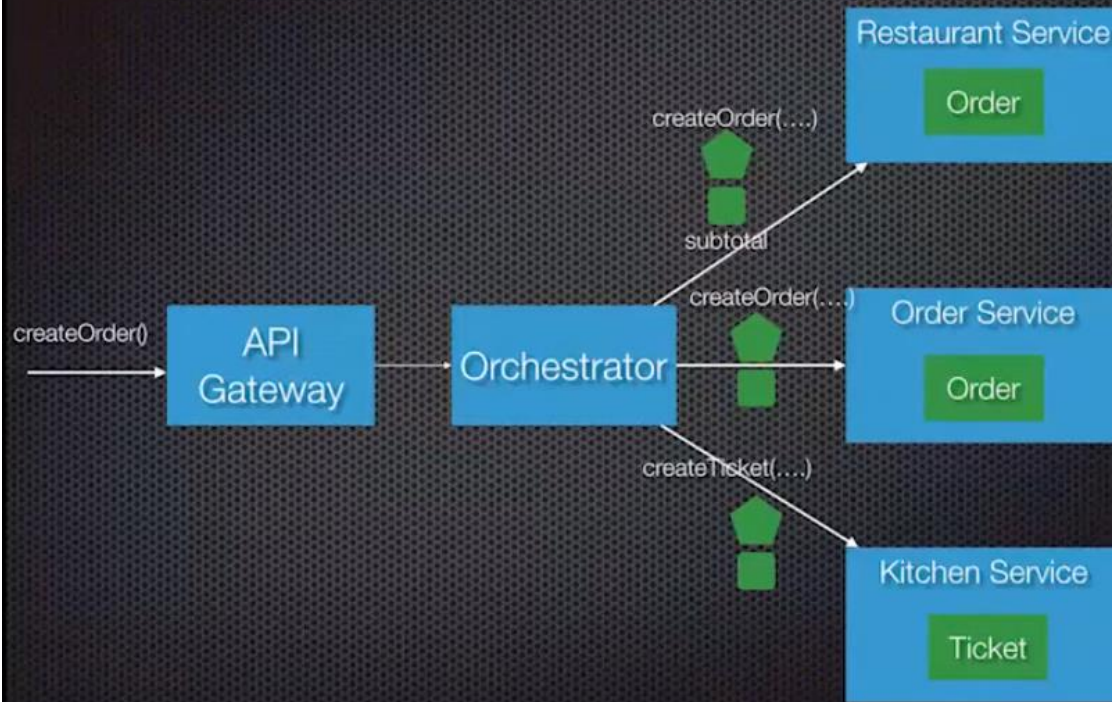 Restaurant Service
Order
createOrder(....)
subtotal
createOrder(....)
createOrder()
API
Gateway
Orchestrator
Order Service
Order
createTicket(....)
Kitchen Service
Ticket